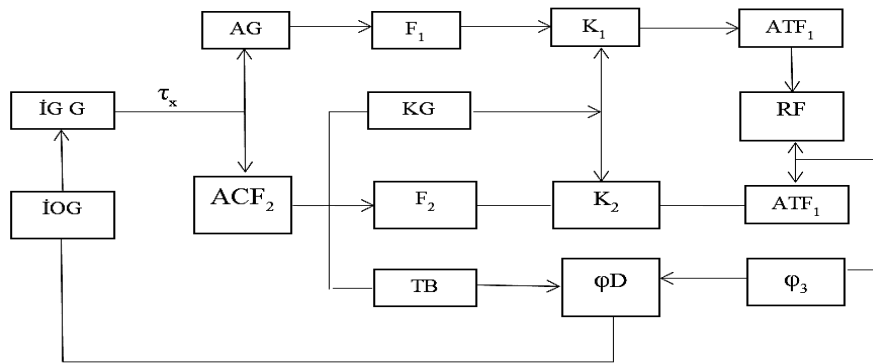 AG
F₁
K₁
ATF₁
İG G
τₓ
KG
RF
İOG
ACF₂
F₂
K₂
ATF₁
TB
φD
φ₃